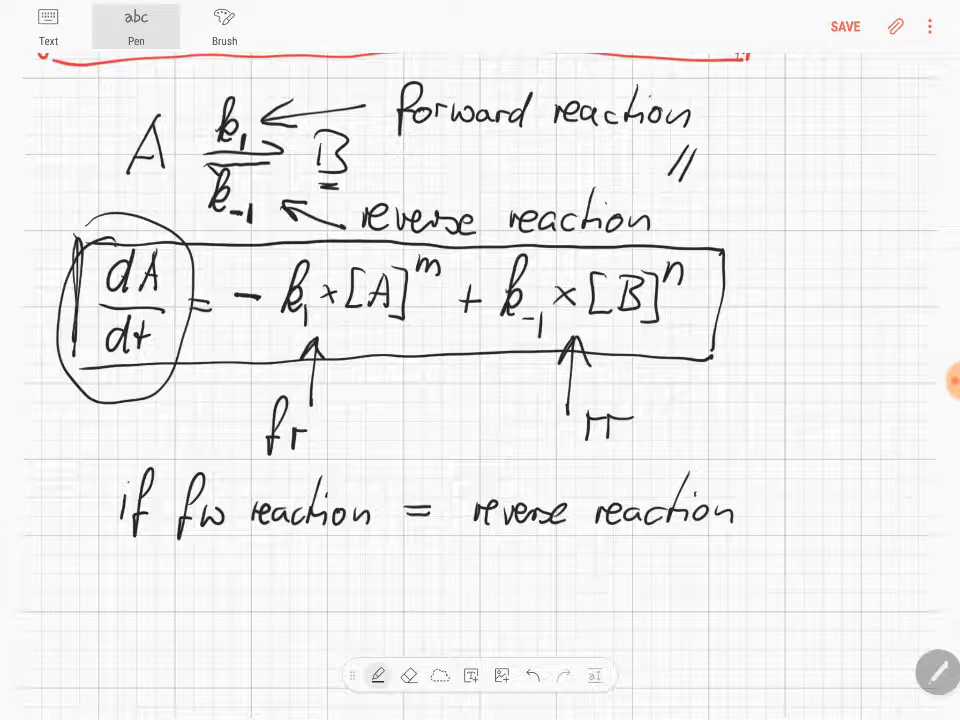 Text abc Pen Brush SAVE
k₁ ← forward reaction
A ⇌ B //
k₋₁ ← reverse reaction
dA/dt = - k₁ × [A]ᵐ + k₋₁ × [B]ⁿ
fr rr
if fw reaction = reverse reaction